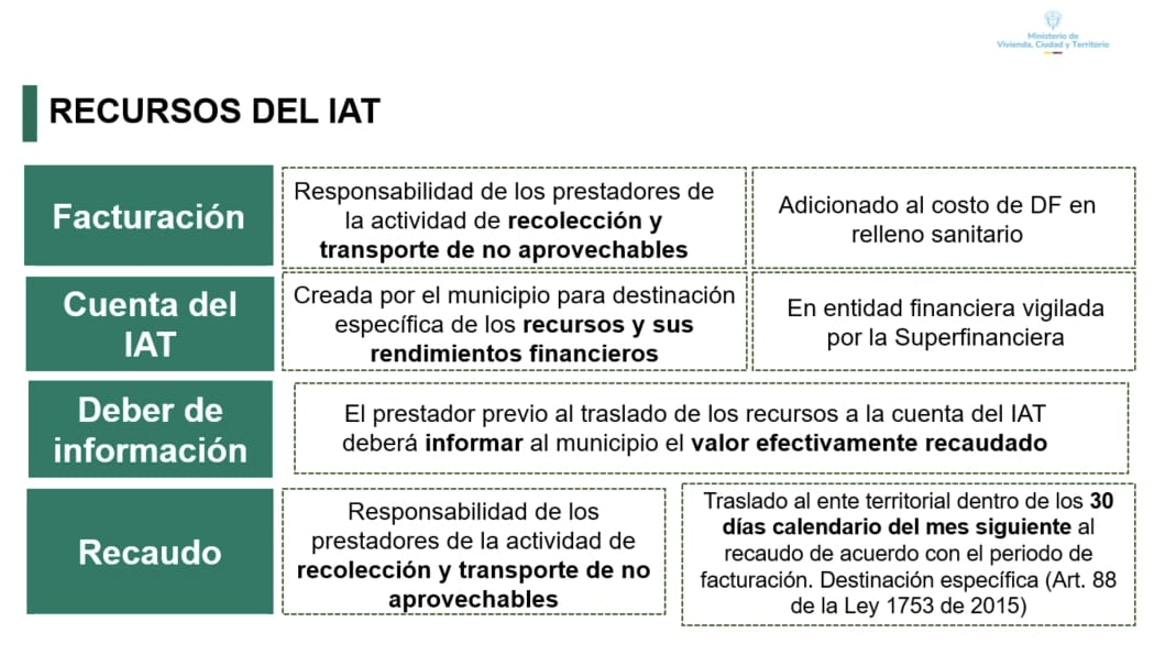 Ministerio de
Vivienda, Ciudad y Territorio
RECURSOS DEL IAT
Facturación
Responsabilidad de los prestadores de
la actividad de recolección y
transporte de no aprovechables
Adicionado al costo de DF en
relleno sanitario
Cuenta del
IAT
Creada por el municipio para destinación
específica de los recursos y sus
rendimientos financieros
En entidad financiera vigilada
por la Superfinanciera
Deber de
información
El prestador previo al traslado de los recursos a la cuenta del IAT
deberá informar al municipio el valor efectivamente recaudado
Recaudo
Responsabilidad de los
prestadores de la actividad de
recolección y transporte de no
aprovechables
Traslado al ente territorial dentro de los 30
días calendario del mes siguiente al
recaudo de acuerdo con el periodo de
facturación. Destinación específica (Art. 88
de la Ley 1753 de 2015)